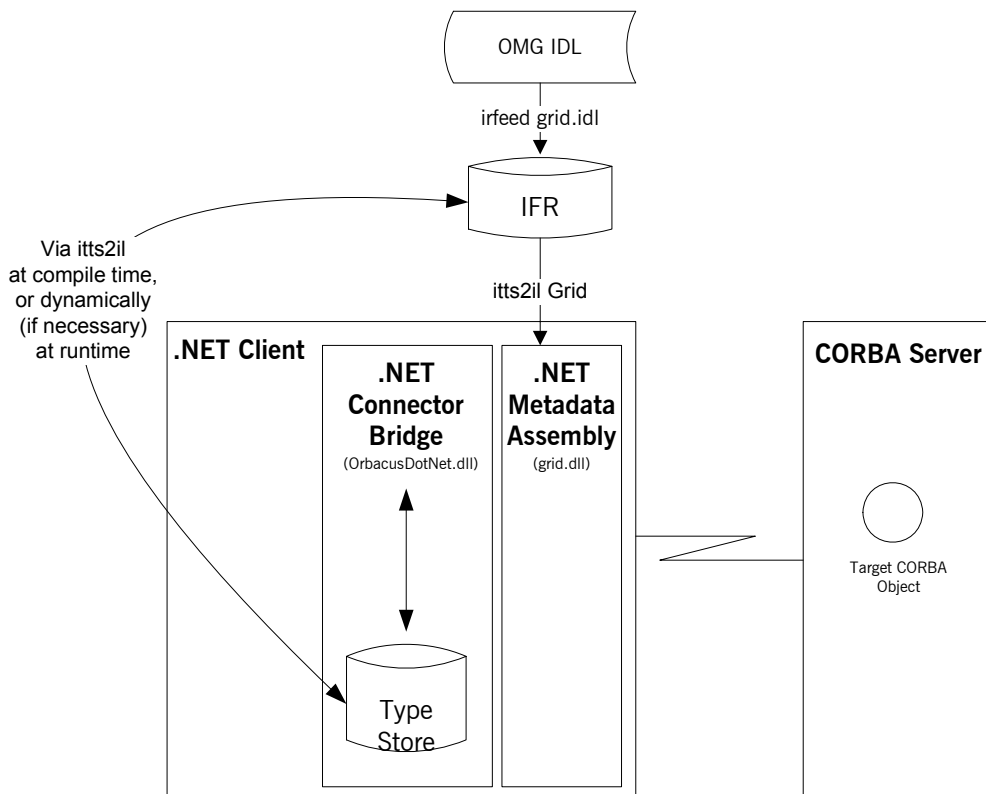 OMG IDL
irfeed grid.idl
IFR
Via itts2il
at compile time,
or dynamically
(if necessary)
at runtime
itts2il Grid
.NET Client
.NET
Connector
Bridge
(OrbacusDotNet.dll)
.NET
Metadata
Assembly
(grid.dll)
CORBA Server
Target CORBA
Object
Type
Store